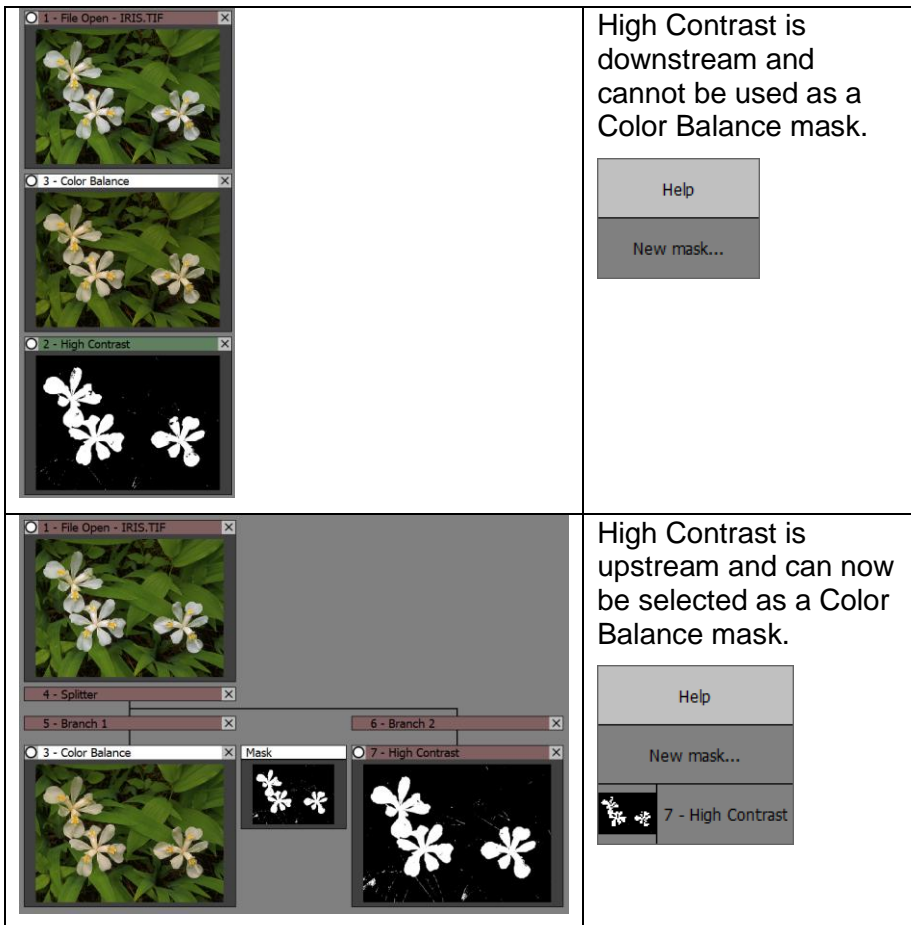 1 - File Open - IRIS.TIF
3 - Color Balance
2 - High Contrast
High Contrast is
downstream and
cannot be used as a
Color Balance mask.
Help
New mask...
1 - File Open - IRIS.TIF
4 - Splitter
5 - Branch 1
6 - Branch 2
3 - Color Balance
Mask
7 - High Contrast
High Contrast is
upstream and can now
be selected as a Color
Balance mask.
Help
New mask...
7 - High Contrast